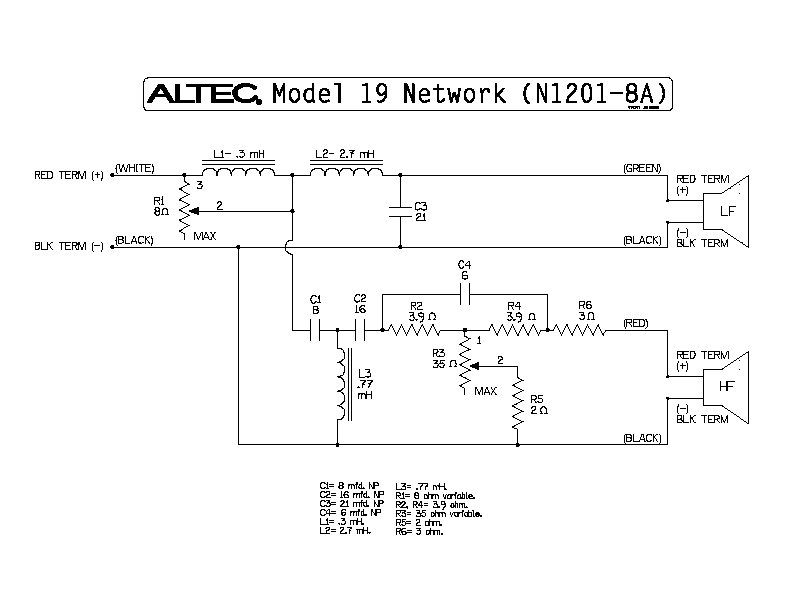 ALTEC. Model 19 Network (N1201-8A)
L1- .3 mH
L2- 2.7 mH
RED TERM (+)
(WHITE)
(GREEN)
RED TERM
(+)
3
R1
8Ω
2
C3
21
LF
MAX
BLK TERM (-)
(BLACK)
(BLACK)
(-)
BLK TERM
C4
6
C1
8
C2
16
R2
3.9 Ω
R4
3.9 Ω
R6
3Ω
(RED)
1
R3
35 Ω
2
RED TERM
(+)
L3
.77
mH
MAX
R5
2Ω
HF
(-)
BLK TERM
(BLACK)
C1= 8 mfd. NP
C2= 16 mfd. NP
C3= 21 mfd. NP
C4= 6 mfd. NP
L1= .3 mH.
L2= 2.7 mH.
L3= .77 mH.
R1= 8 ohm variable.
R2, R4= 3.9 ohm.
R3= 35 ohm variable.
R5= 2 ohm.
R6= 3 ohm.